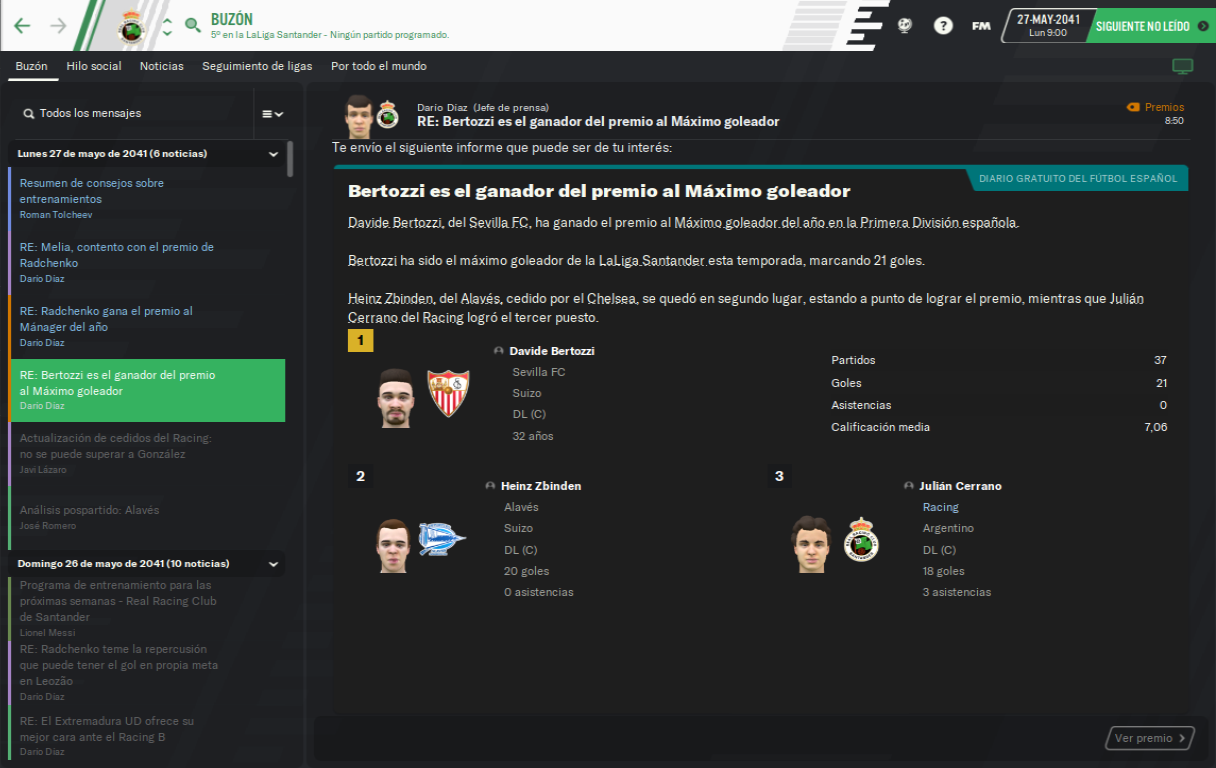 BUZÓN
5º en la LaLiga Santander - Ningún partido programado.
?
FM
27-MAY-2041
Lun 9:00
SIGUIENTE NO LEÍDO
Buzón
Hilo social
Noticias
Seguimiento de ligas
Por todo el mundo
Todos los mensajes
Lunes 27 de mayo de 2041 (6 noticias)
Resumen de consejos sobre
entrenamientos
Roman Tolcheev
RE: Melia, contento con el premio de
Radchenko
Darío Díaz
RE: Radchenko gana el premio al
Mánager del año
Darío Díaz
RE: Bertozzi es el ganador del premio
al Máximo goleador
Darío Díaz
Actualización de cedidos del Racing:
no se puede superar a González
Javi Lázaro
Análisis pospartido: Alavés
José Romero
Domingo 26 de mayo de 2041 (10 noticias)
Programa de entrenamiento para las
próximas semanas - Real Racing Club
de Santander
Lionel Messi
RE: Radchenko teme la repercusión
que puede tener el gol en propia meta
en Leozão
Darío Díaz
RE: El Extremadura UD ofrece su
mejor cara ante el Racing B
Darío Díaz
Darío Díaz (Jefe de prensa)
RE: Bertozzi es el ganador del premio al Máximo goleador
Premios
8:50
Te envío el siguiente informe que puede ser de tu interés:
DIARIO GRATUITO DEL FÚTBOL ESPAÑOL
Bertozzi es el ganador del premio al Máximo goleador
Davide Bertozzi, del Sevilla FC, ha ganado el premio al Máximo goleador del año en la Primera División española.
Bertozzi ha sido el máximo goleador de la LaLiga Santander esta temporada, marcando 21 goles.
Heinz Zbinden, del Alavés, cedido por el Chelsea, se quedó en segundo lugar, estando a punto de lograr el premio, mientras que Julián
Cerrano del Racing logró el tercer puesto.
1
Davide Bertozzi
Sevilla FC
Suizo
DL (C)
32 años
Partidos 37
Goles 21
Asistencias 0
Calificación media 7,06
2
Heinz Zbinden
Alavés
Suizo
DL (C)
20 goles
0 asistencias
3
Julián Cerrano
Racing
Argentino
DL (C)
18 goles
3 asistencias
Ver premio